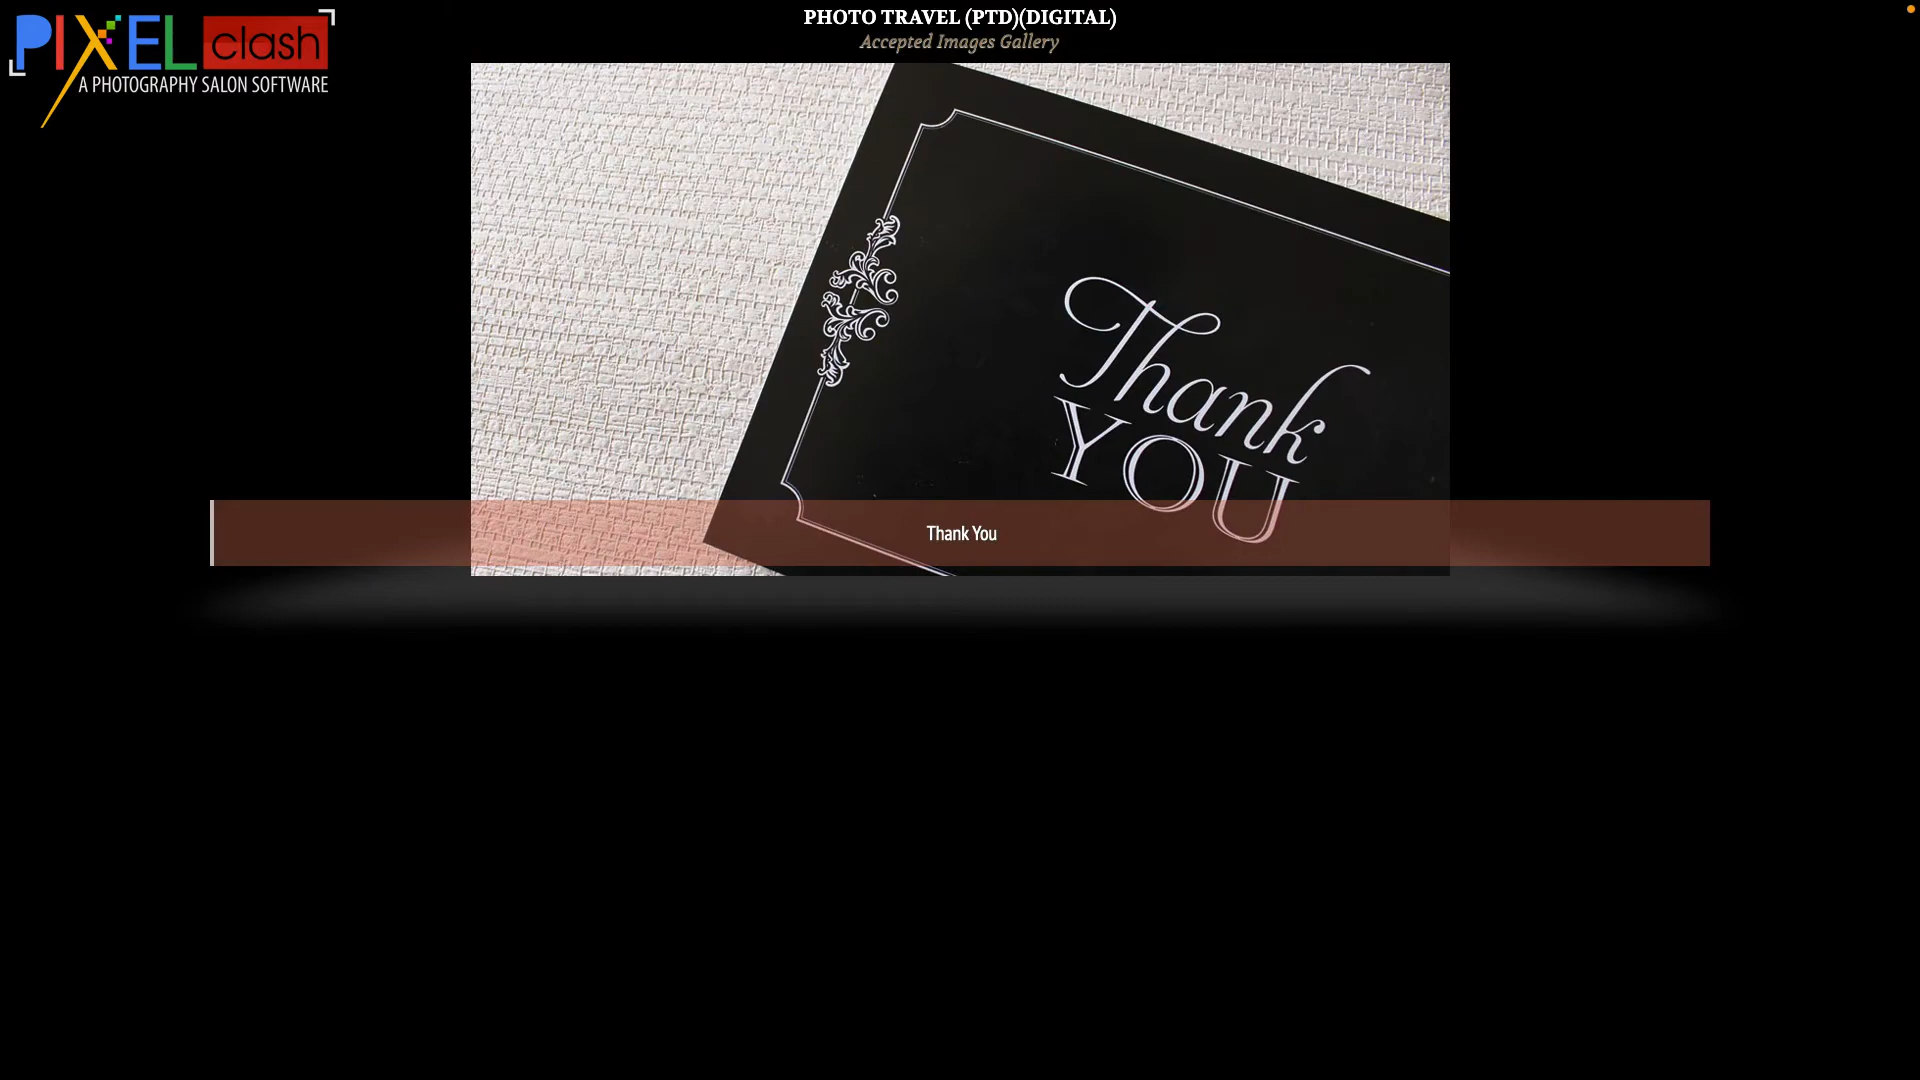 PIXEL clash
A PHOTOGRAPHY SALON SOFTWARE
PHOTO TRAVEL (PTD)(DIGITAL)
Accepted Images Gallery
Thank
YOU
Thank You